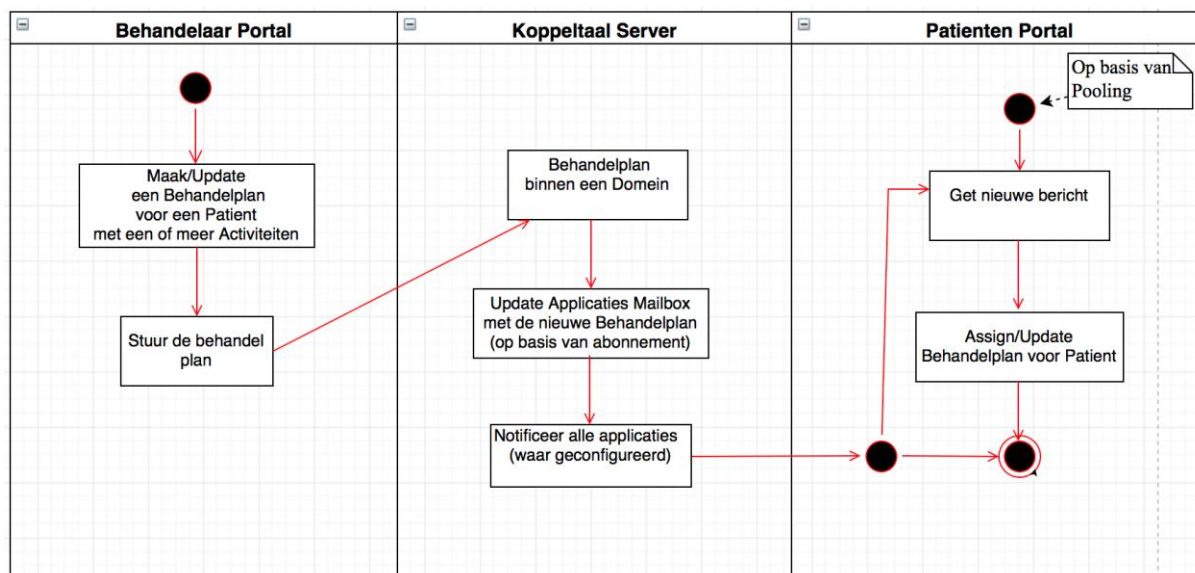 Behandelaar Portal
Koppeltaal Server
Patienten Portal
Op basis van
Pooling
Maak/Update
een Behandelplan
voor een Patient
met een of meer Activiteiten
Stuur de behandel
plan
Behandelplan
binnen een Domein
Update Applicaties Mailbox
met de nieuwe Behandelplan
(op basis van abonnement)
Notificeer alle applicaties
(waar geconfigureerd)
Get nieuwe bericht
Assign/Update
Behandelplan voor Patient